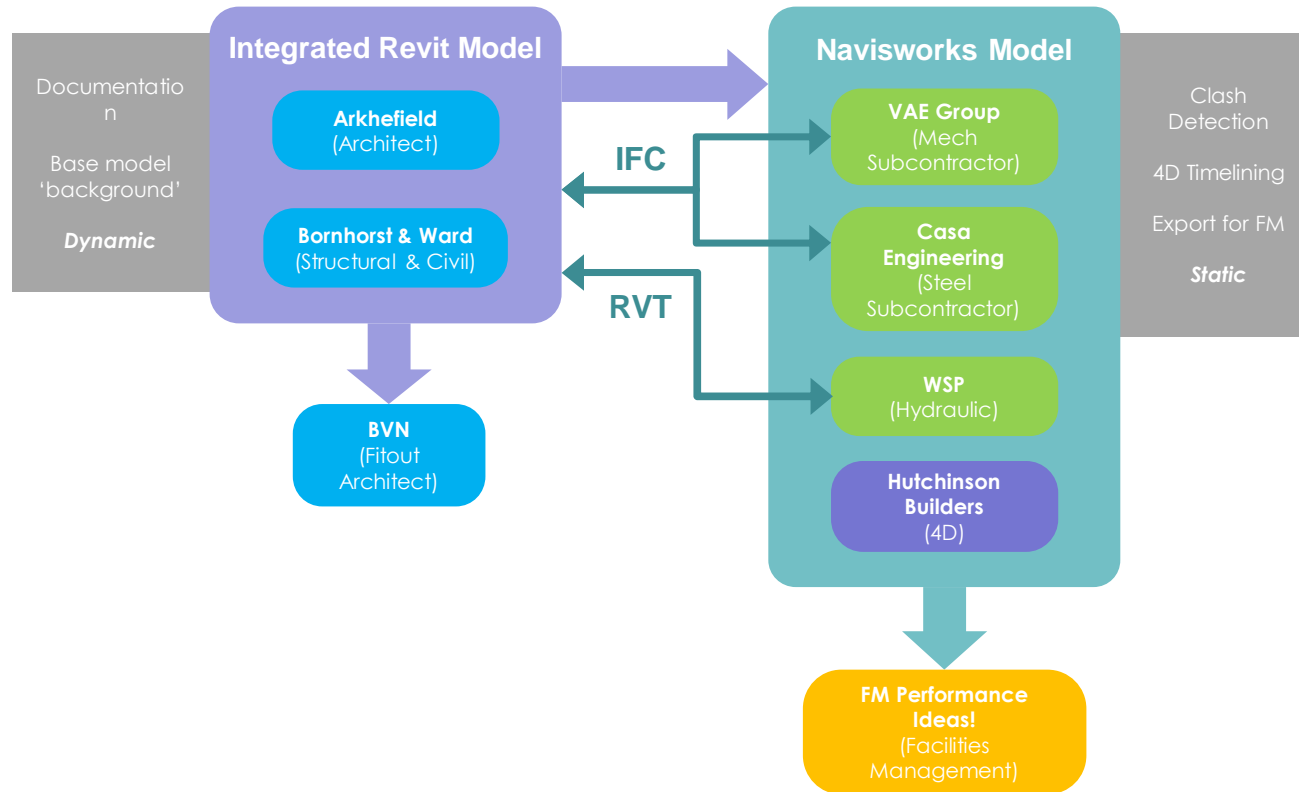 Integrated Revit Model
Navisworks Model
Documentatio
n
Base model
‘background’
Dynamic
Arkhefield
(Architect)
Bornhorst & Ward
(Structural & Civil)
IFC
RVT
VAE Group
(Mech
Subcontractor)
Casa
Engineering
(Steel
Subcontractor)
WSP
(Hydraulic)
Hutchinson
Builders
(4D)
Clash
Detection
4D Timelining
Export for FM
Static
BVN
(Fitout
Architect)
FM Performance
Ideas!
(Facilities
Management)